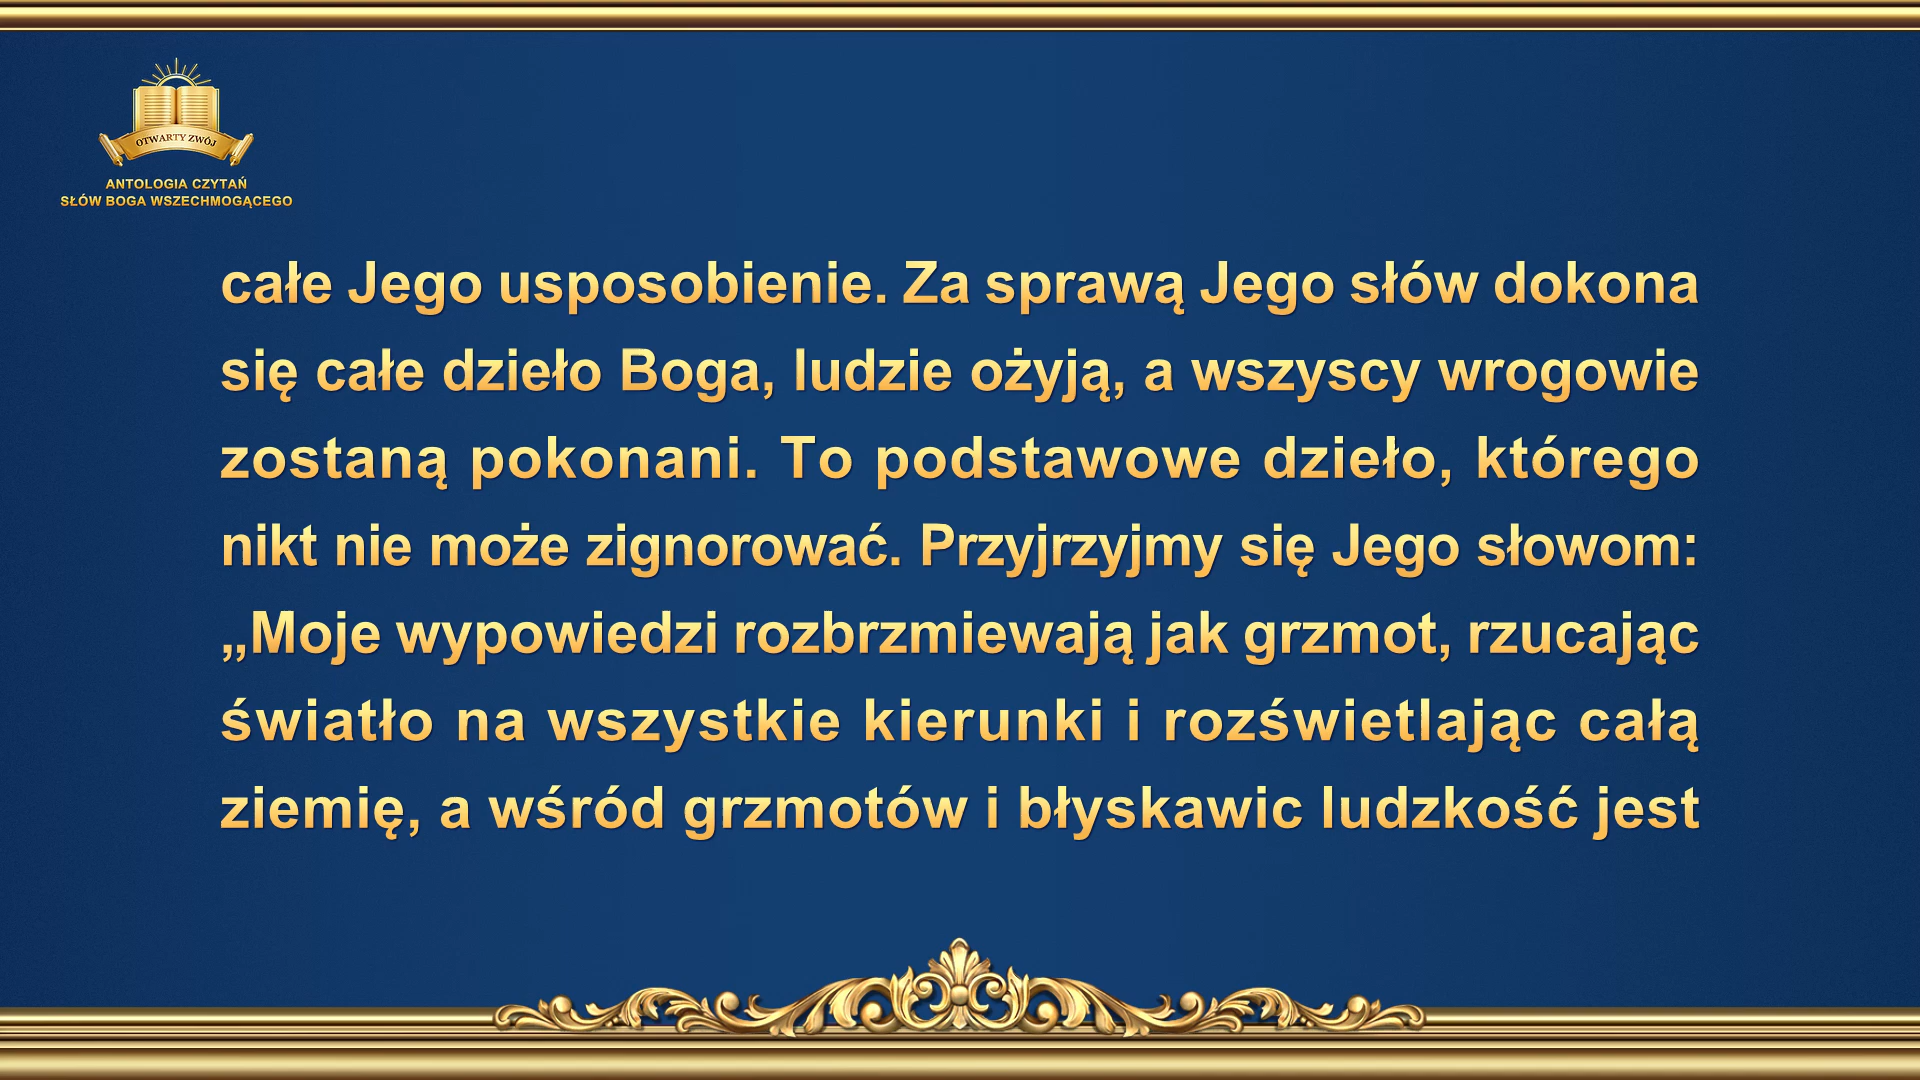 OTWARTY ZWÓJ
ANTOLOGIA CZYTAŃ
SŁÓW BOGA WSZECHMOGĄCEGO
całe Jego usposobienie. Za sprawą Jego słów dokona
się całe dzieło Boga, ludzie ożyją, a wszyscy wrogowie
zostaną pokonani. To podstawowe dzieło, którego
nikt nie może zignorować. Przyjrzyjmy się Jego słowom:
„Moje wypowiedzi rozbrzmiewają jak grzmot, rzucając
światło na wszystkie kierunki i rozświetlając całą
ziemię, a wśród grzmotów i błyskawic ludzkość jest